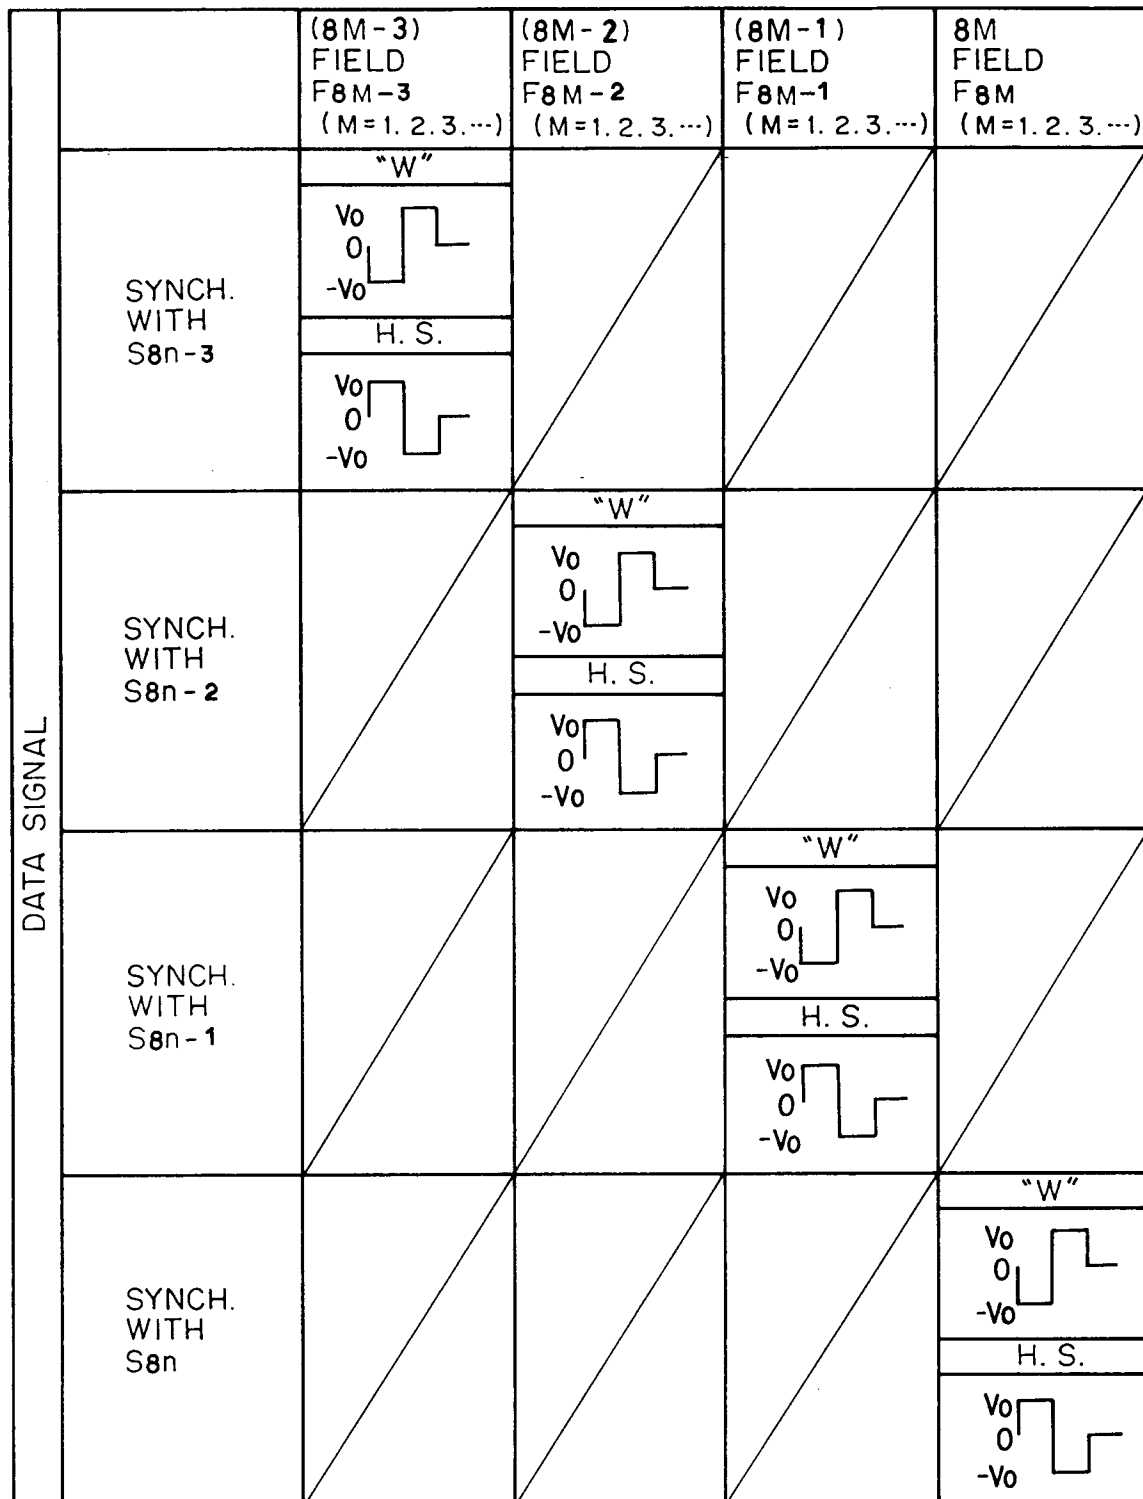 (8M-3)
FIELD
F8M-3
(M=1.2.3.···)
(8M-2)
FIELD
F8M-2
(M=1.2.3.···)
(8M-1)
FIELD
F8M-1
(M=1.2.3.···)
8M
FIELD
F8M
(M=1.2.3.···)
DATA SIGNAL
SYNCH.
WITH
S8n-3
"W"
Vo
0
-Vo
H. S.
Vo
0
-Vo
SYNCH.
WITH
S8n-2
"W"
Vo
0
-Vo
H. S.
Vo
0
-Vo
SYNCH.
WITH
S8n-1
"W"
Vo
0
-Vo
H. S.
Vo
0
-Vo
SYNCH.
WITH
S8n
"W"
Vo
0
-Vo
H. S.
Vo
0
-Vo